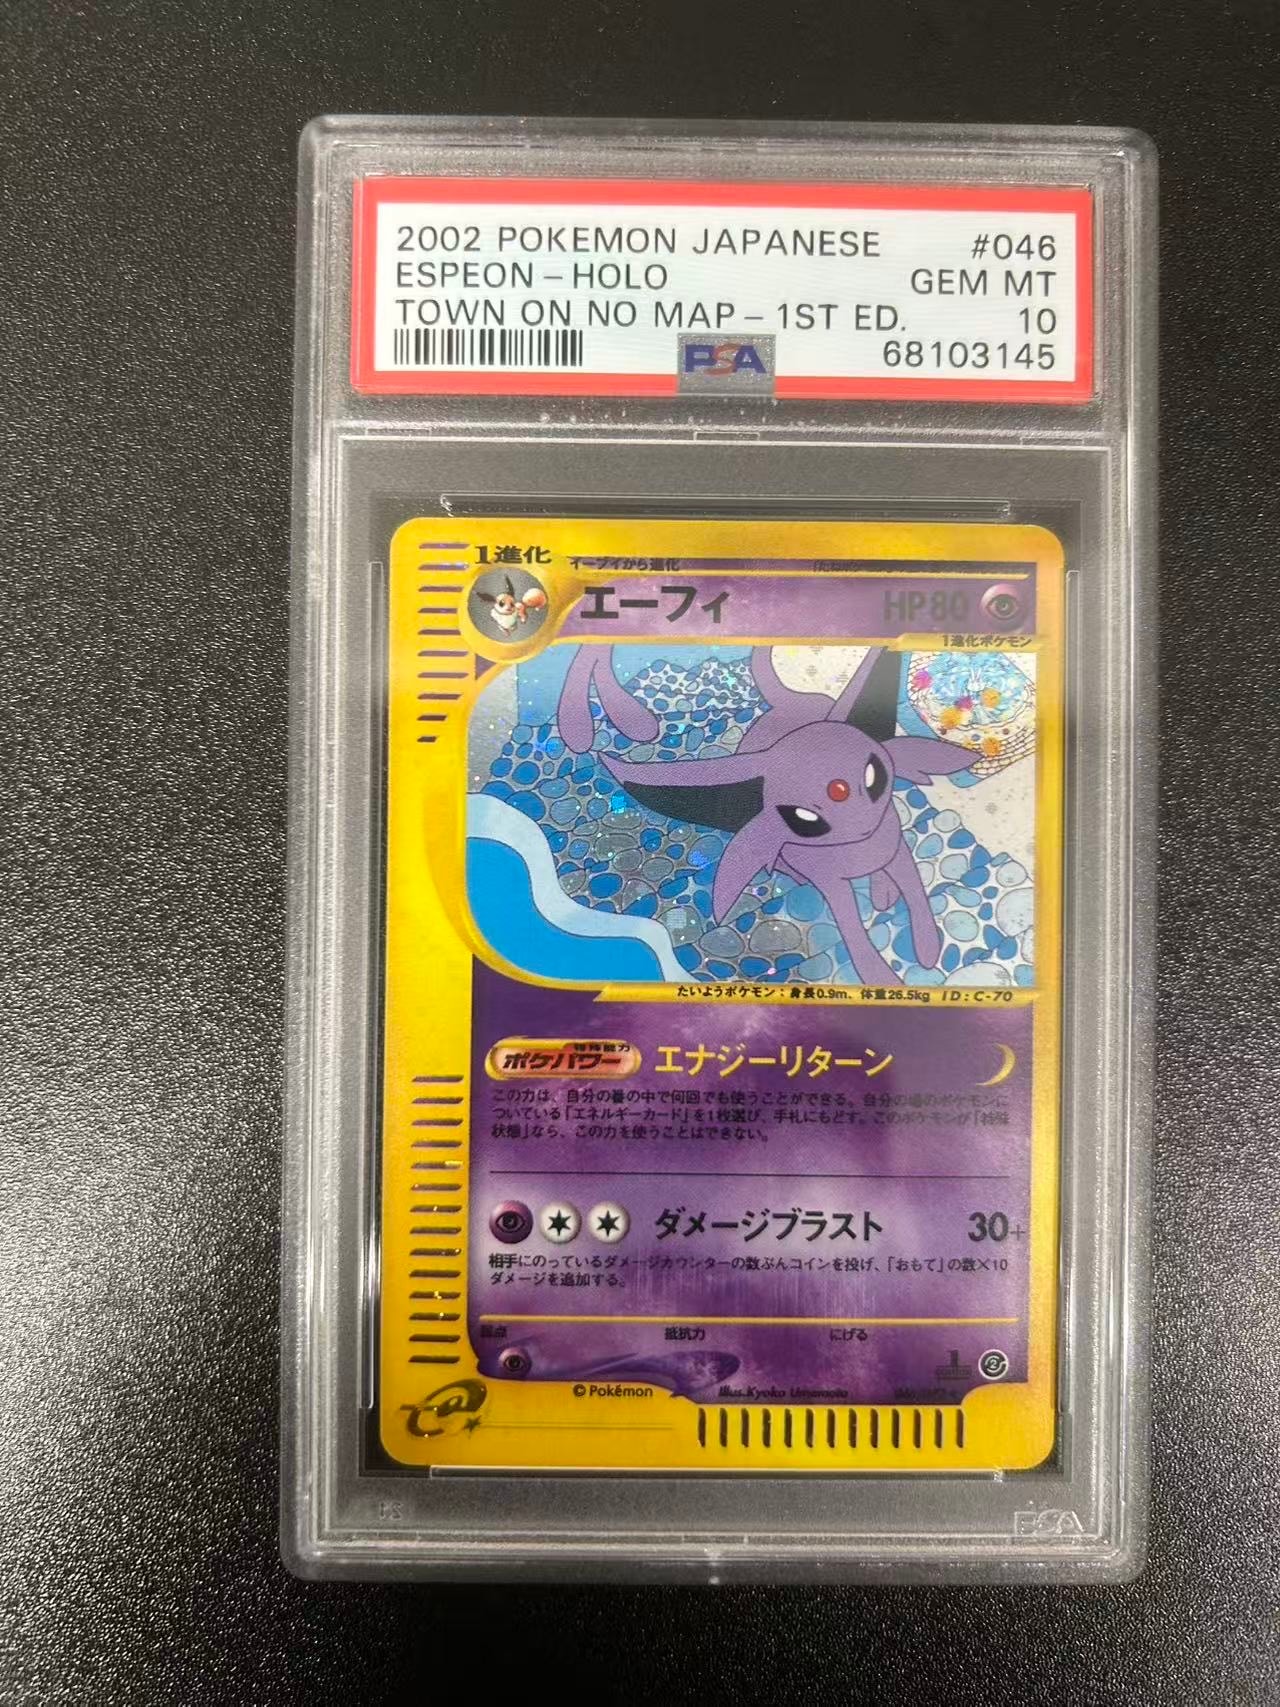 2002 POKEMON JAPANESE #046
ESPEON-HOLO GEM MT
TOWN ON NO MAP-1ST ED. 10
PSA 68103145
1進化 イーブイから進化
エーフィ HP80
1進化ポケモン
たいようポケモン:身長0.9m、体重26.5kg ID:C-70
特殊能力
ポケパワー エナジーリターン
この力は、自分の番の中で何回でも使うことができる。自分の場のポケモンに
ついている「エネルギーカード」を1枚選び、手札にもどす。このポケモンが「特殊
状態」なら、この力を使うことはできない。
ダメージブラスト 30+
相手にのっているダメージカウンターの数ぶんコインを投げ、「おもて」の数×10
ダメージを追加する。
弱点 抵抗力 にげる
1
EDITION
©Pokémon Illus.Kyoko Umemoto
e
PSA